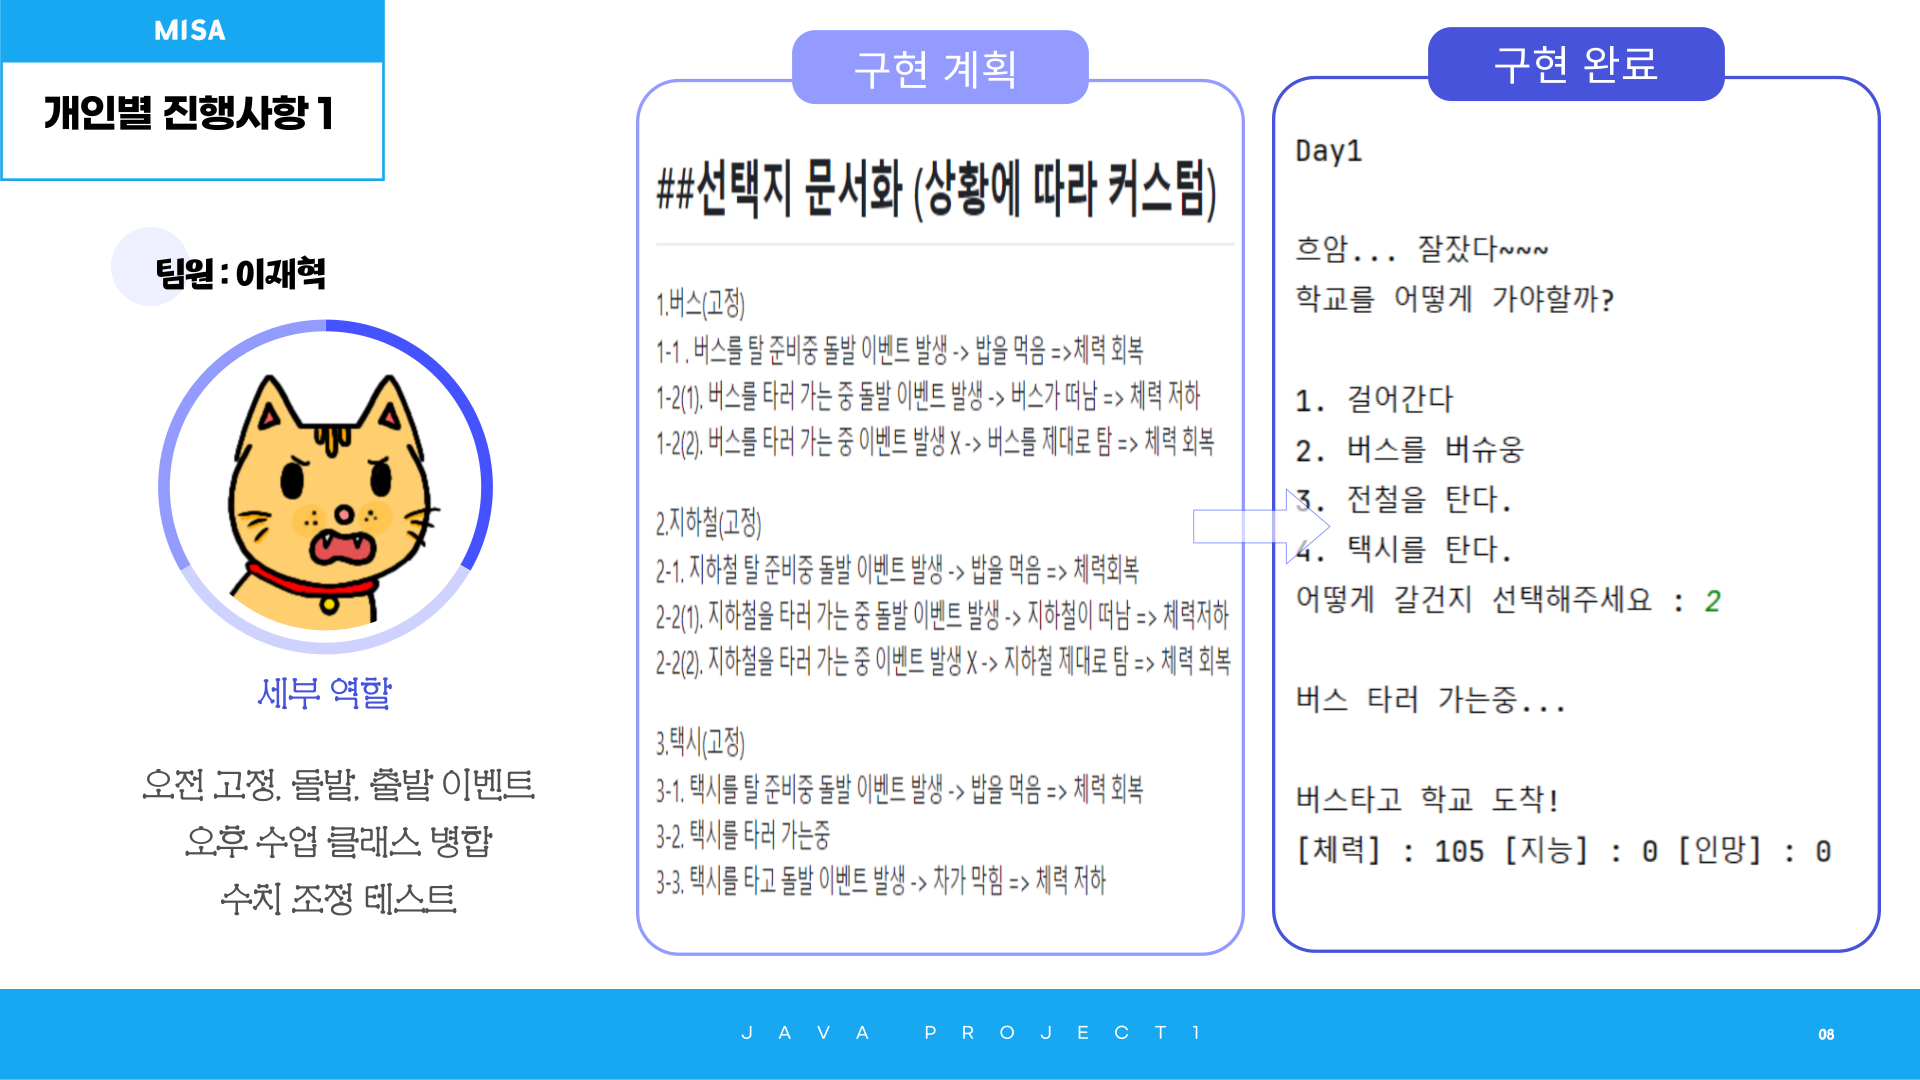 MISA
개인별 진행사항 1
팀원 : 이재혁
세부 역할
오전 고정, 돌발, 출발 이벤트
오후 수업 클래스 병합
수치 조정 테스트
구현 계획
##선택지 문서화 (상황에 따라 커스텀)
1.버스(고정)
1-1 . 버스를 탈 준비중 돌발 이벤트 발생 -> 밥을 먹음 =>체력 회복
1-2(1). 버스를 타러 가는 중 돌발 이벤트 발생 -> 버스가 떠남 => 체력 저하
1-2(2). 버스를 타러 가는 중 이벤트 발생 X -> 버스를 제대로 탐 => 체력 회복
2.지하철(고정)
2-1. 지하철 탈 준비중 돌발 이벤트 발생 -> 밥을 먹음 => 체력회복
2-2(1). 지하철을 타러 가는 중 돌발 이벤트 발생 -> 지하철이 떠남 => 체력저하
2-2(2). 지하철을 타러 가는 중 이벤트 발생 X -> 지하철 제대로 탐 => 체력 회복
3.택시(고정)
3-1. 택시를 탈 준비중 돌발 이벤트 발생 -> 밥을 먹음 => 체력 회복
3-2. 택시를 타러 가는중
3-3. 택시를 타고 돌발 이벤트 발생 -> 차가 막힘 => 체력 저하
구현 완료
Day1
흐암... 잘잤다~~~
학교를 어떻게 가야할까?
1. 걸어간다
2. 버스를 버슈웅
3. 전철을 탄다.
4. 택시를 탄다.
어떻게 갈건지 선택해주세요 : 2
버스 타러 가는중...
버스타고 학교 도착!
[체력] : 105 [지능] : 0 [인망] : 0
JAVA PROJECT1
08